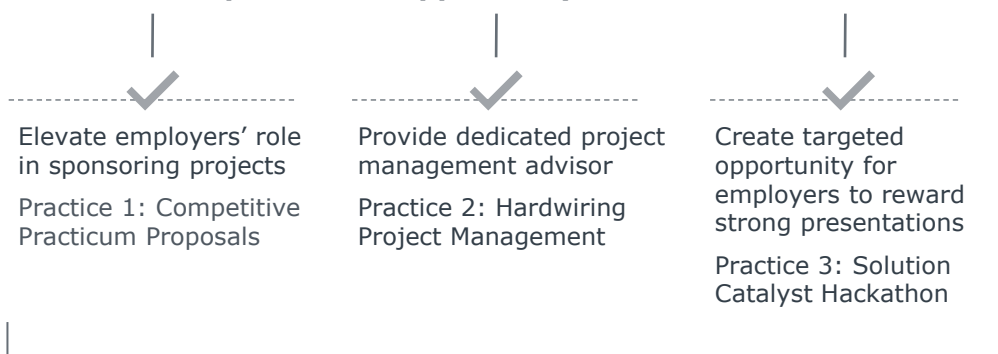 Elevate employers’ role
in sponsoring projects
Practice 1: Competitive
Practicum Proposals
Provide dedicated project
management advisor
Practice 2: Hardwiring
Project Management
Create targeted
opportunity for
employers to reward
strong presentations
Practice 3: Solution
Catalyst Hackathon